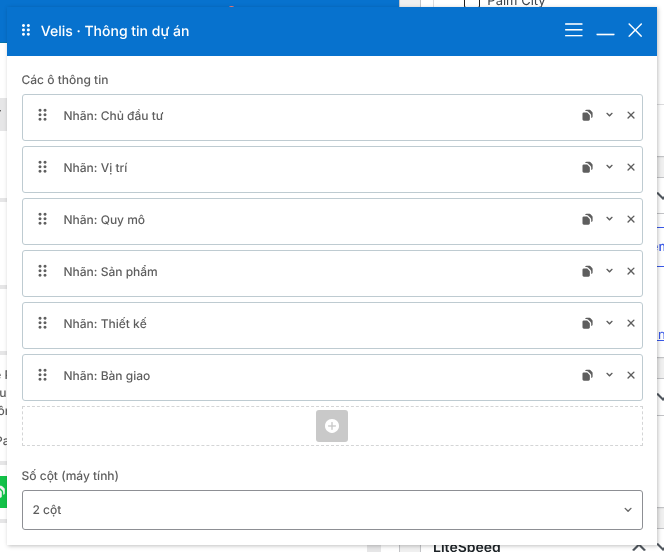 Palm City
Velis · Thông tin dự án
Các ô thông tin
Nhãn: Chủ đầu tư
Nhãn: Vị trí
Nhãn: Quy mô
Nhãn: Sản phẩm
Nhãn: Thiết kế
Nhãn: Bàn giao
Số cột (máy tính)
2 cột
LiteSpeed